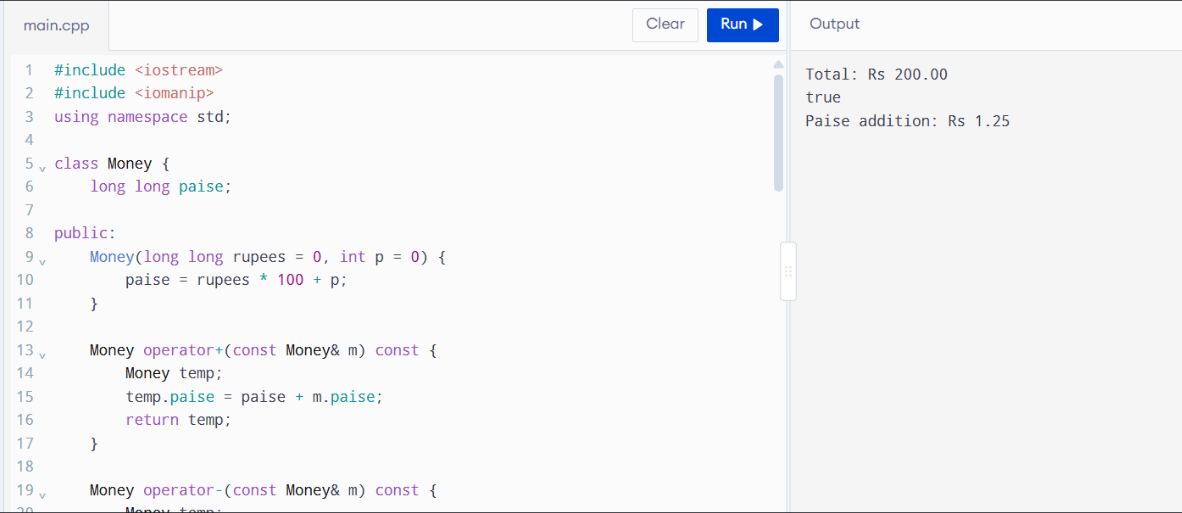 main.cpp
Clear
Run
Output
1 #include <iostream>
2 #include <iomanip>
3 using namespace std;
4
5 class Money {
6     long long paise;
7
8 public:
9     Money(long long rupees = 0, int p = 0) {
10         paise = rupees * 100 + p;
11     }
12
13     Money operator+(const Money& m) const {
14         Money temp;
15         temp.paise = paise + m.paise;
16         return temp;
17     }
18
19     Money operator-(const Money& m) const {
20         Money temp;
Total: Rs 200.00
true
Paise addition: Rs 1.25